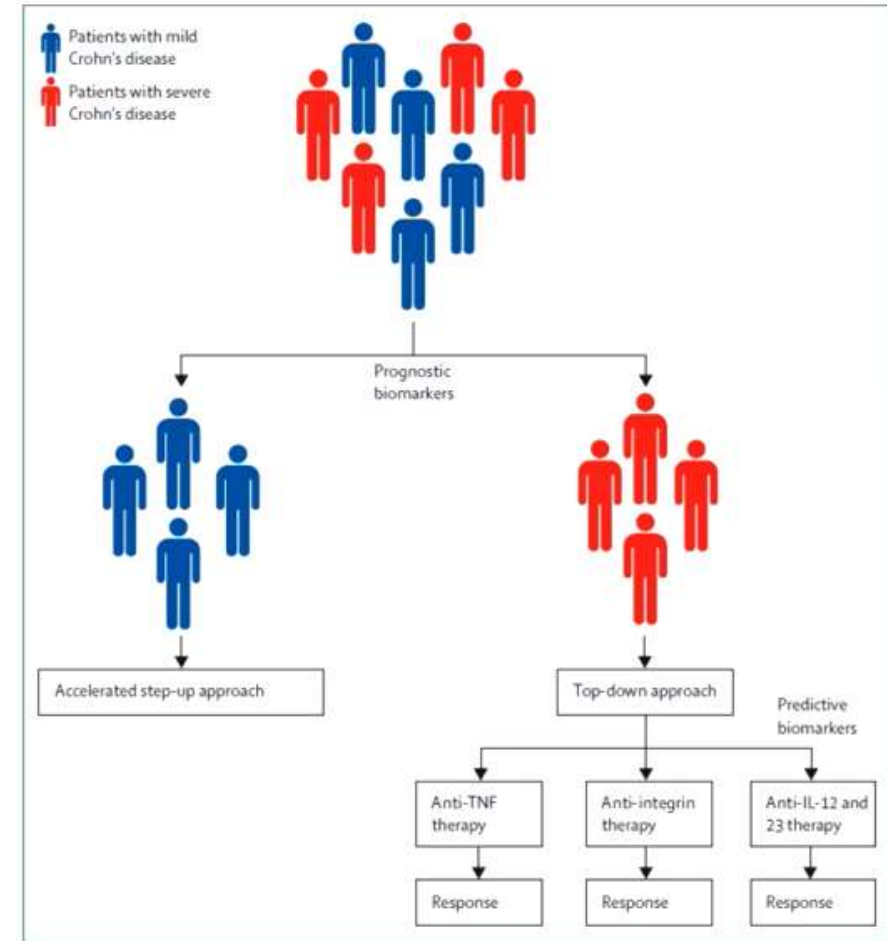 Patients with mild
Crohn's disease
Patients with severe
Crohn's disease
Prognostic
biomarkers
Accelerated step-up approach
Top-down approach
Predictive
biomarkers
Anti-TNF
therapy
Anti-integrin
therapy
Anti-IL-12 and
23 therapy
Response
Response
Response